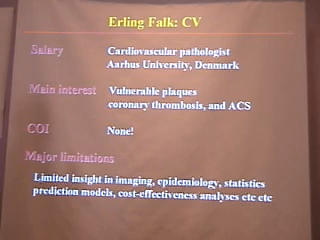 Erling Falk: CV
Salary Cardiovascular pathologist
Aarhus University, Denmark
Main interest Vulnerable plaques
coronary thrombosis, and ACS
COI None!
Major limitations
Limited insight in imaging, epidemiology, statistics
prediction models, cost-effectiveness analyses etc etc